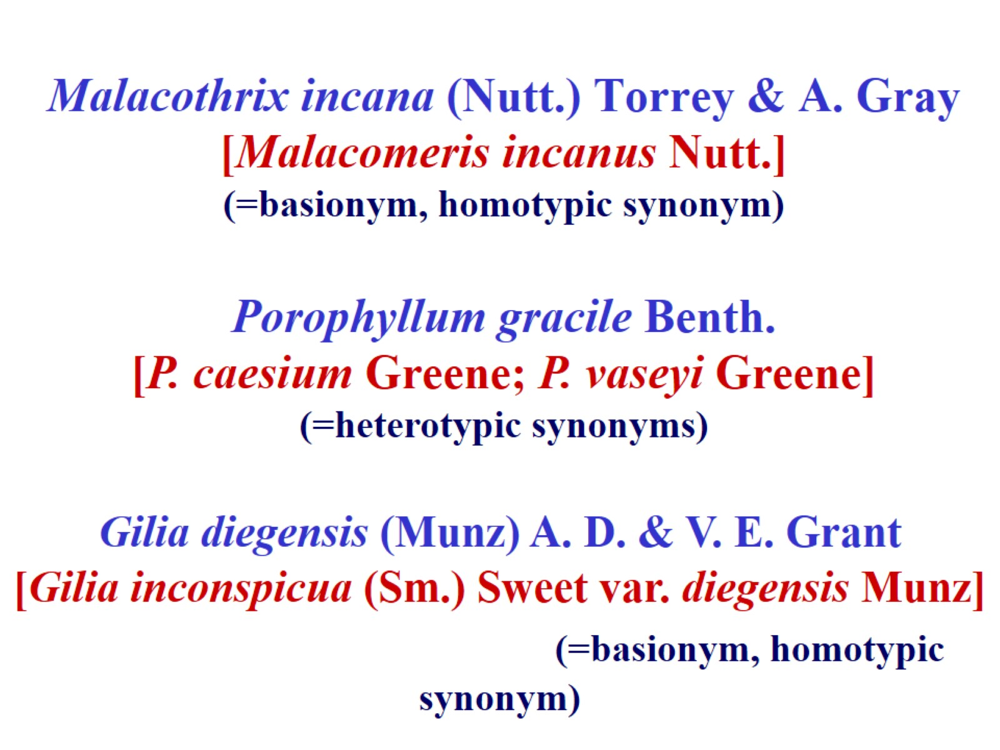 Malacothrix incana (Nutt.) Torrey & A. Gray
[Malacomeris incanus Nutt.]
(=basionym, homotypic synonym)
Porophyllum gracile Benth.
[P. caesium Greene; P. vaseyi Greene]
(=heterotypic synonyms)
Gilia diegensis (Munz) A. D. & V. E. Grant
[Gilia inconspicua (Sm.) Sweet var. diegensis Munz]
(=basionym, homotypic
synonym)